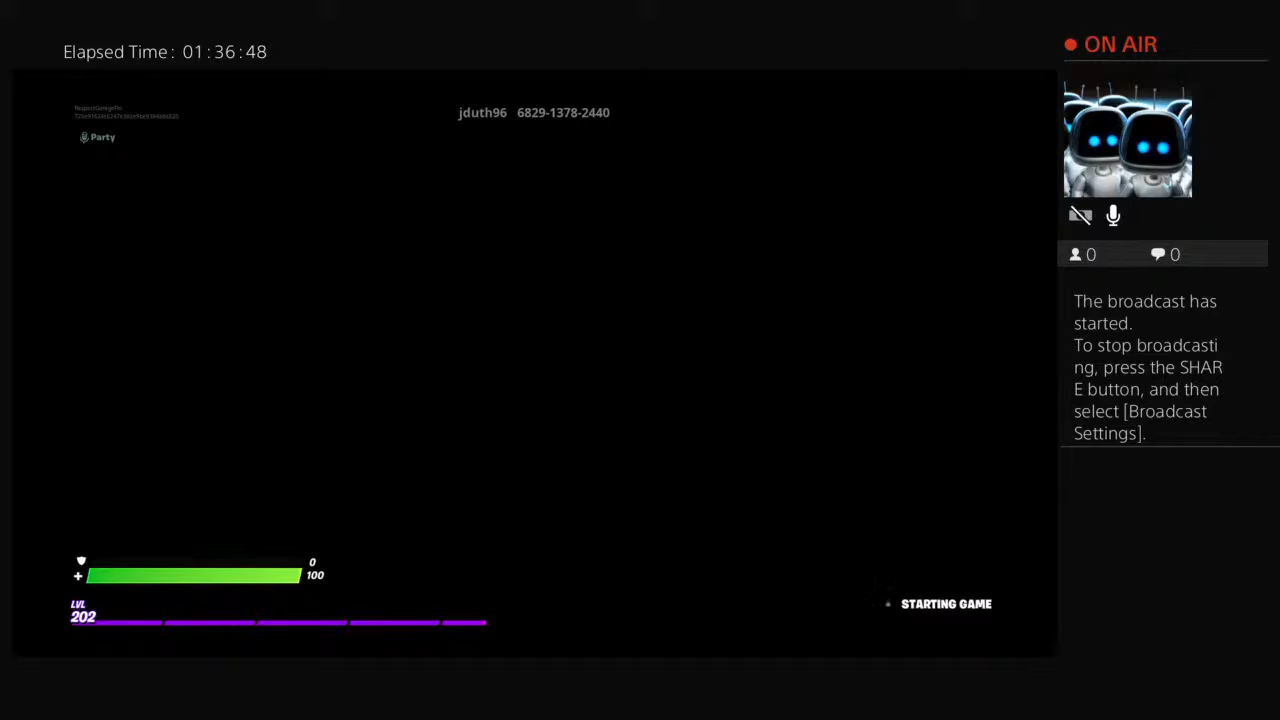 Elapsed Time: 01:36:48
ON AIR
jduth96 6829-1378-2440
Party
0
0
The broadcast has
started.
To stop broadcasti
ng, press the SHAR
E button, and then
select [Broadcast
Settings].
0
100
LVL
202
STARTING GAME